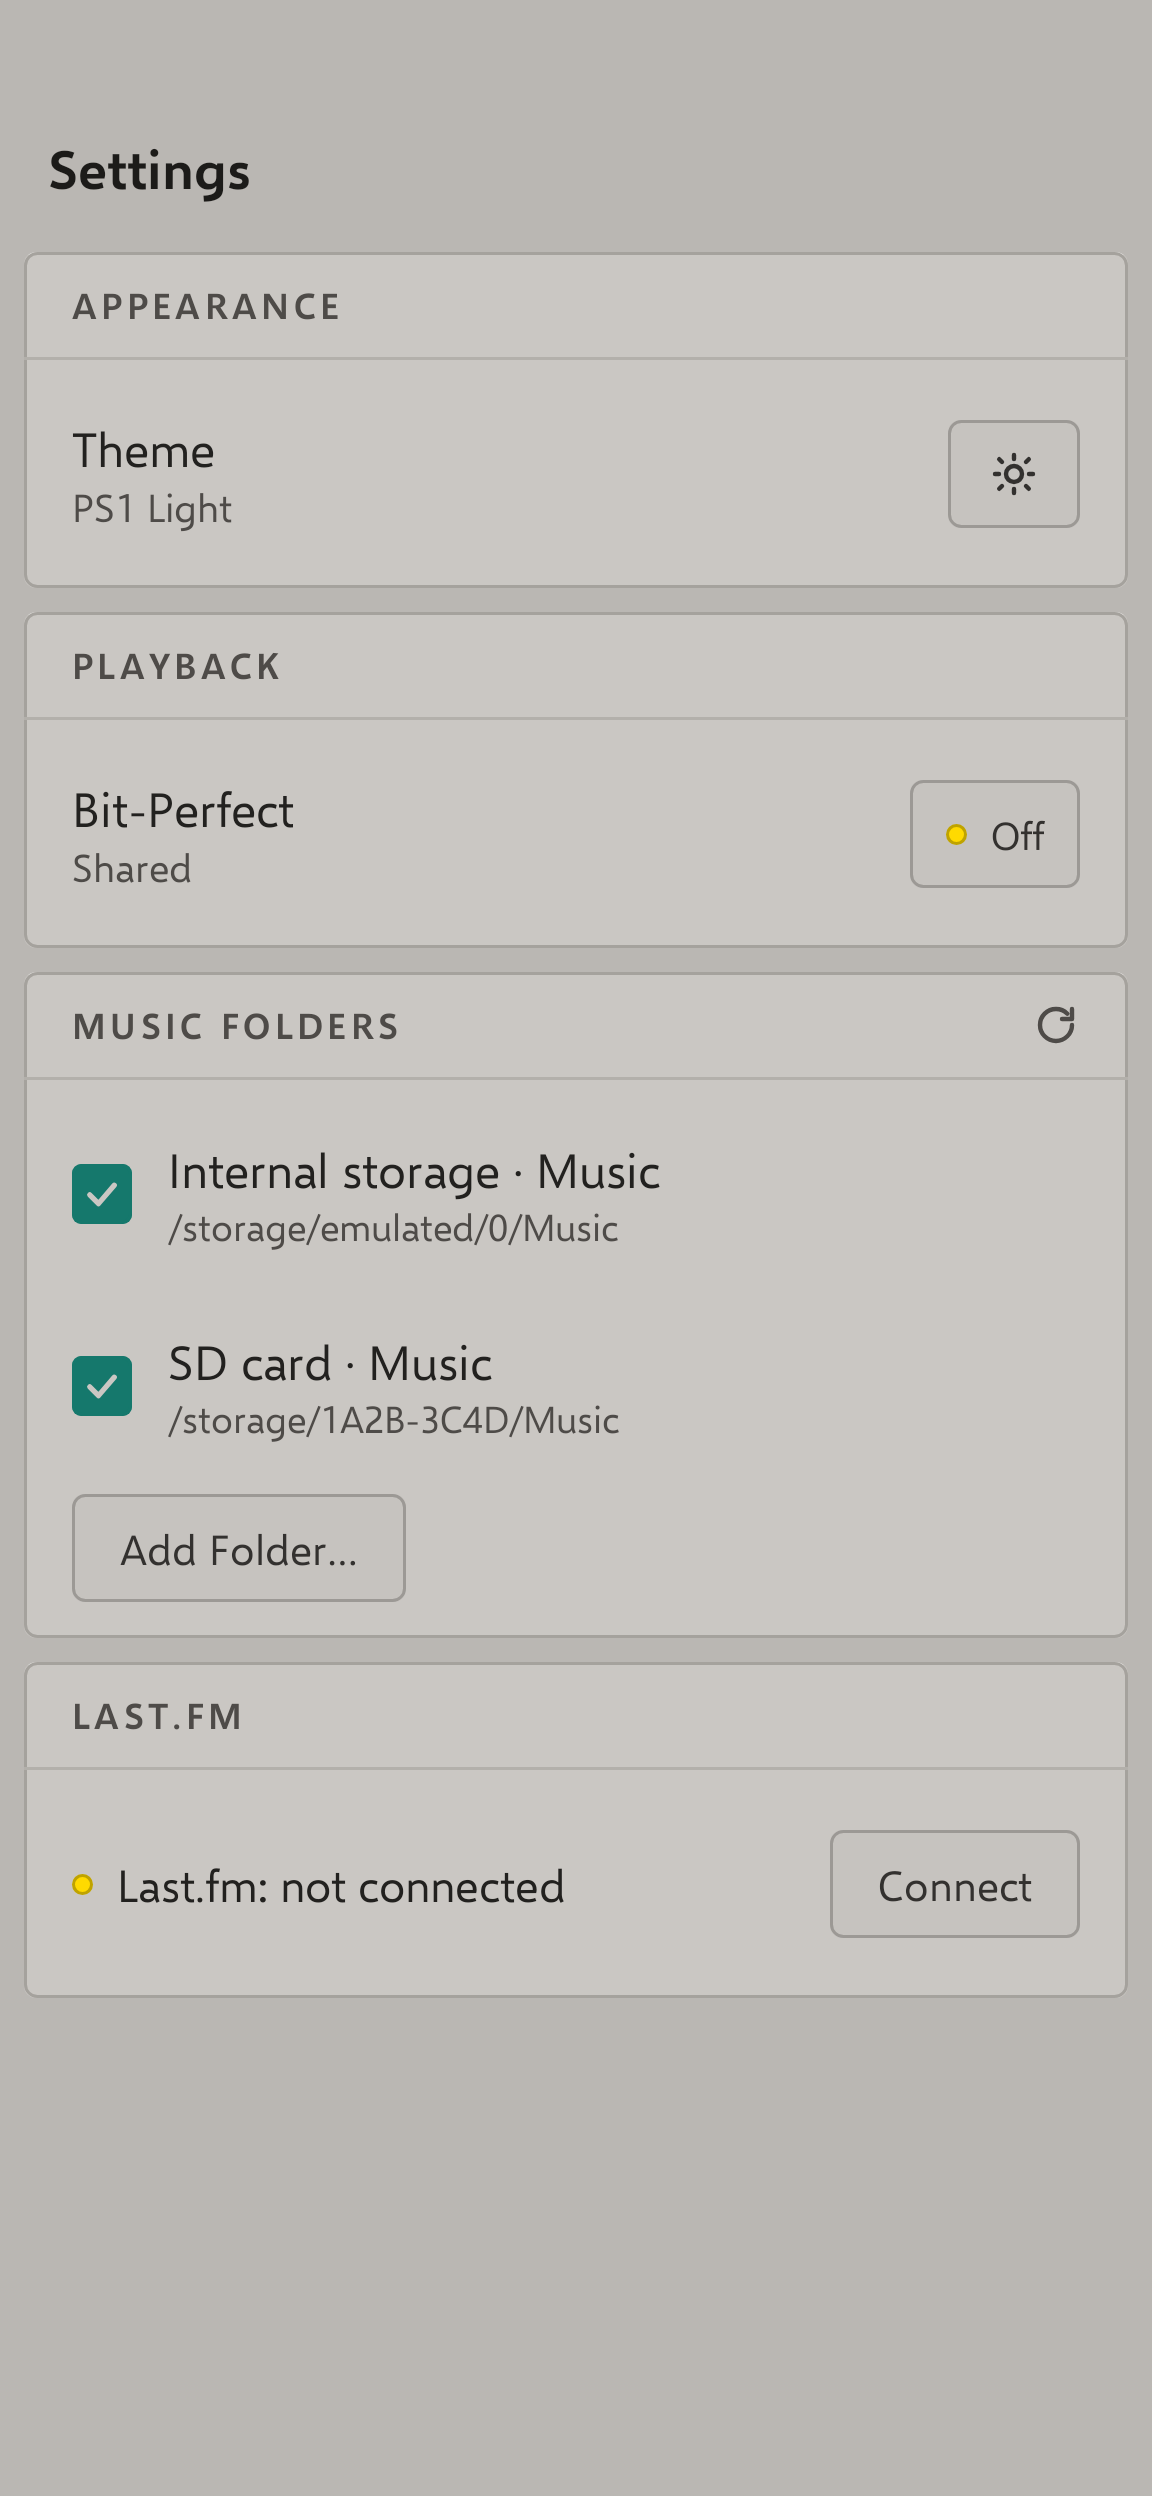 Settings
APPEARANCE
Theme
PS1 Light
PLAYBACK
Bit-Perfect
Shared
Off
MUSIC FOLDERS
Internal storage · Music
/storage/emulated/0/Music
SD card · Music
/storage/1A2B-3C4D/Music
Add Folder...
LAST.FM
Last.fm: not connected
Connect